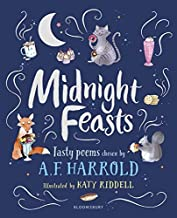 Midnight
Feasts
Tasty poems chosen by
A.F. HARROLD
Illustrated by KATY RIDDELL
BLOOMSBURY